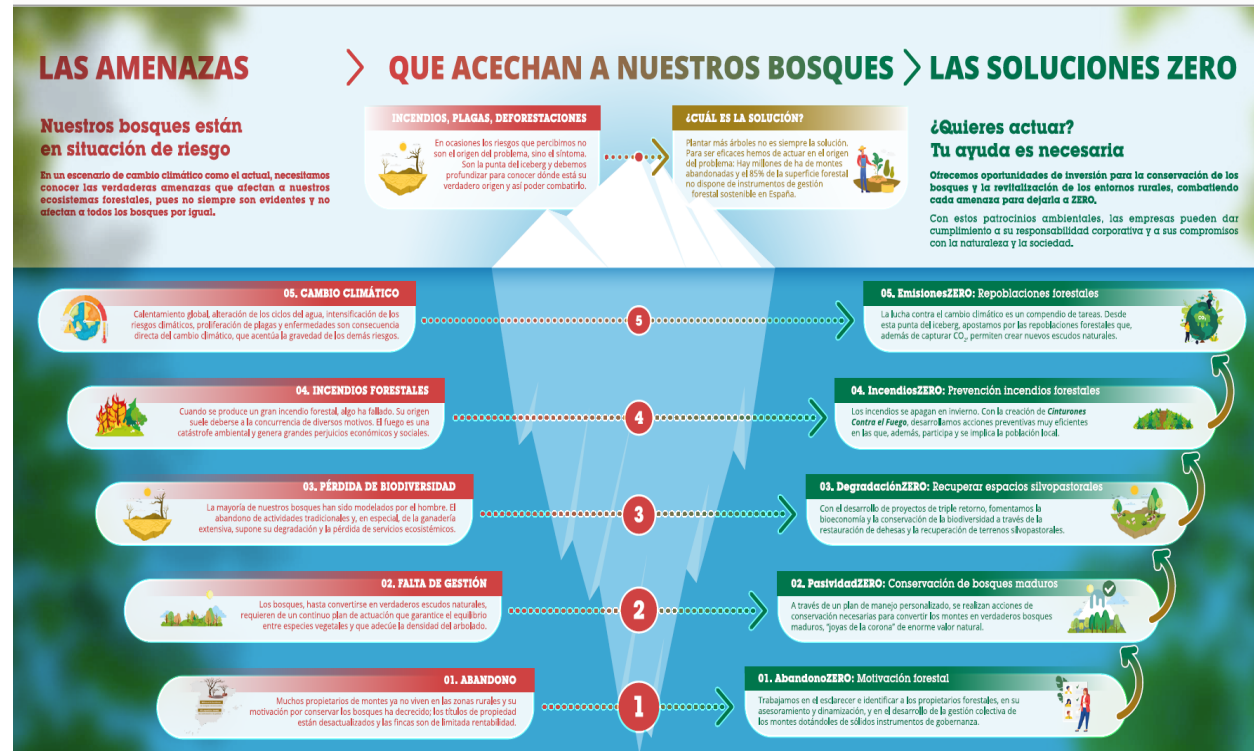 LAS AMENAZAS
QUE ACECHAN A NUESTROS BOSQUES
LAS SOLUCIONES ZERO
Nuestros bosques están
en situación de riesgo
En un escenario de cambio climático como el actual, necesitamos
conocer las verdaderas amenazas que afectan a nuestros
ecosistemas forestales, pues no siempre son evidentes y no
afectan a todos los bosques por igual.
INCENDIOS, PLAGAS, DEFORESTACIONES
En ocasiones los riesgos que percibimos no
son el origen del problema, sino el síntoma.
Son la punta del iceberg y debemos
profundizar para conocer dónde está su
verdadero origen y así poder combatirlo.
¿CUÁL ES LA SOLUCIÓN?
Plantar más árboles no es siempre la solución.
Para ser eficaces hemos de actuar en el origen
del problema: Hay millones de ha de montes
abandonadas y el 85% de la superficie forestal
no dispone de instrumentos de gestión
forestal sostenible en España.
¿Quieres actuar?
Tu ayuda es necesaria
Ofrecemos oportunidades de inversión para la conservación de los
bosques y la revitalización de los entornos rurales, combatiendo
cada amenaza para dejarla a ZERO.
Con estos patrocinios ambientales, las empresas pueden dar
cumplimiento a su responsabilidad corporativa y a sus compromisos
con la naturaleza y la sociedad.
05. CAMBIO CLIMÁTICO
Calentamiento global, alteración de los ciclos del agua, intensificación de los
riesgos climáticos, proliferación de plagas y enfermedades son consecuencia
directa del cambio climático, que acentúa la gravedad de los demás riesgos.
5
05. EmisionesZERO: Repoblaciones forestales
La lucha contra el cambio climático es un compendio de tareas. Desde
esta punta del iceberg, apostamos por las repoblaciones forestales que,
además de capturar CO₂, permiten crear nuevos escudos naturales.
04. INCENDIOS FORESTALES
Cuando se produce un gran incendio forestal, algo ha fallado. Su origen
suele deberse a la concurrencia de diversos motivos. El fuego es una
catástrofe ambiental y genera grandes perjuicios económicos y sociales.
4
04. IncendiosZERO: Prevención incendios forestales
Los incendios se apagan en invierno. Con la creación de Cinturones
Contra el Fuego, desarrollamos acciones preventivas muy eficientes
en las que, además, participa y se implica la población local.
03. PÉRDIDA DE BIODIVERSIDAD
La mayoría de nuestros bosques han sido modelados por el hombre. El
abandono de actividades tradicionales y, en especial, de la ganadería
extensiva, supone su degradación y la pérdida de servicios ecosistémicos.
3
03. DegradaciónZERO: Recuperar espacios silvopastorales
Con el desarrollo de proyectos de triple retorno, fomentamos la
bioeconomía y la conservación de la biodiversidad a través de la
restauración de dehesas y la recuperación de terrenos silvopastorales.
02. FALTA DE GESTIÓN
Los bosques, hasta convertirse en verdaderos escudos naturales,
requieren de un continuo plan de actuación que garantice el equilibrio
entre especies vegetales y que adecúe la densidad del arbolado.
2
02. PasividadZERO: Conservación de bosques maduros
A través de un plan de manejo personalizado, se realizan acciones de
conservación necesarias para convertir los montes en verdaderos bosques
maduros, "joyas de la corona" de enorme valor natural.
01. ABANDONO
Muchos propietarios de montes ya no viven en las zonas rurales y su
motivación por conservar los bosques ha decrecido; los títulos de propiedad
están desactualizados y las fincas son de limitada rentabilidad.
1
01. AbandonoZERO: Motivación forestal
Trabajamos en el esclarecer e identificar a los propietarios forestales, en su
asesoramiento y dinamización, y en el desarrollo de la gestión colectiva de
los montes dotándoles de sólidos instrumentos de gobernanza.